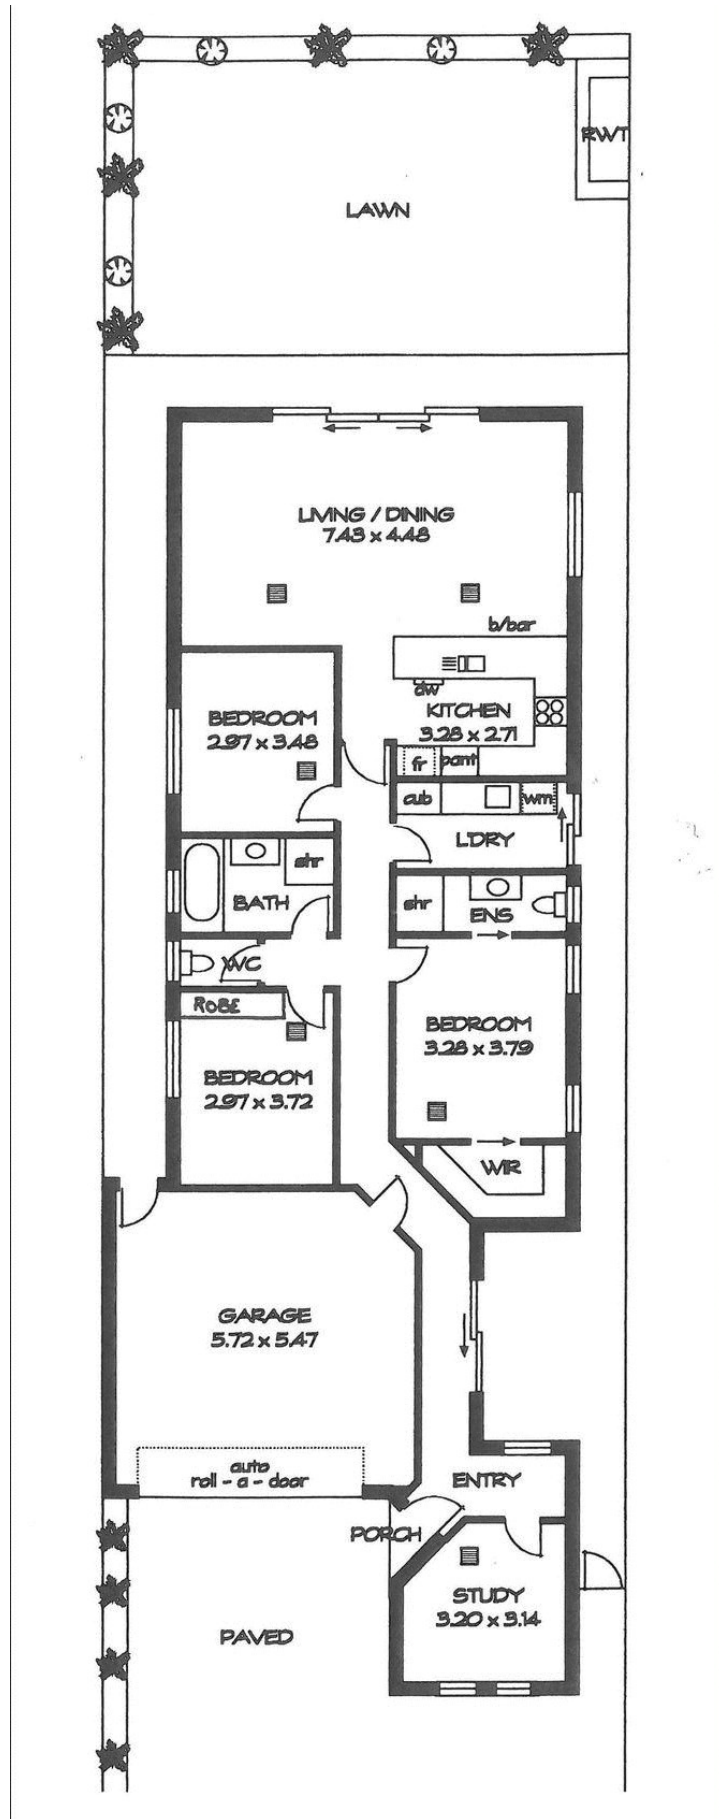 RWT
LAWN
LIVING / DINING
7.43 x 4.48
b/bar
dw
KITCHEN
3.28 x 2.71
fr
pant
BEDROOM
2.97 x 3.48
cub
wm
L'DRY
shr
BATH
shr
ENS
WC
ROBE
BEDROOM
3.28 x 3.79
BEDROOM
2.97 x 3.72
WIR
GARAGE
5.72 x 5.47
auto
roll - a - door
ENTRY
PORCH
STUDY
3.20 x 3.14
PAVED